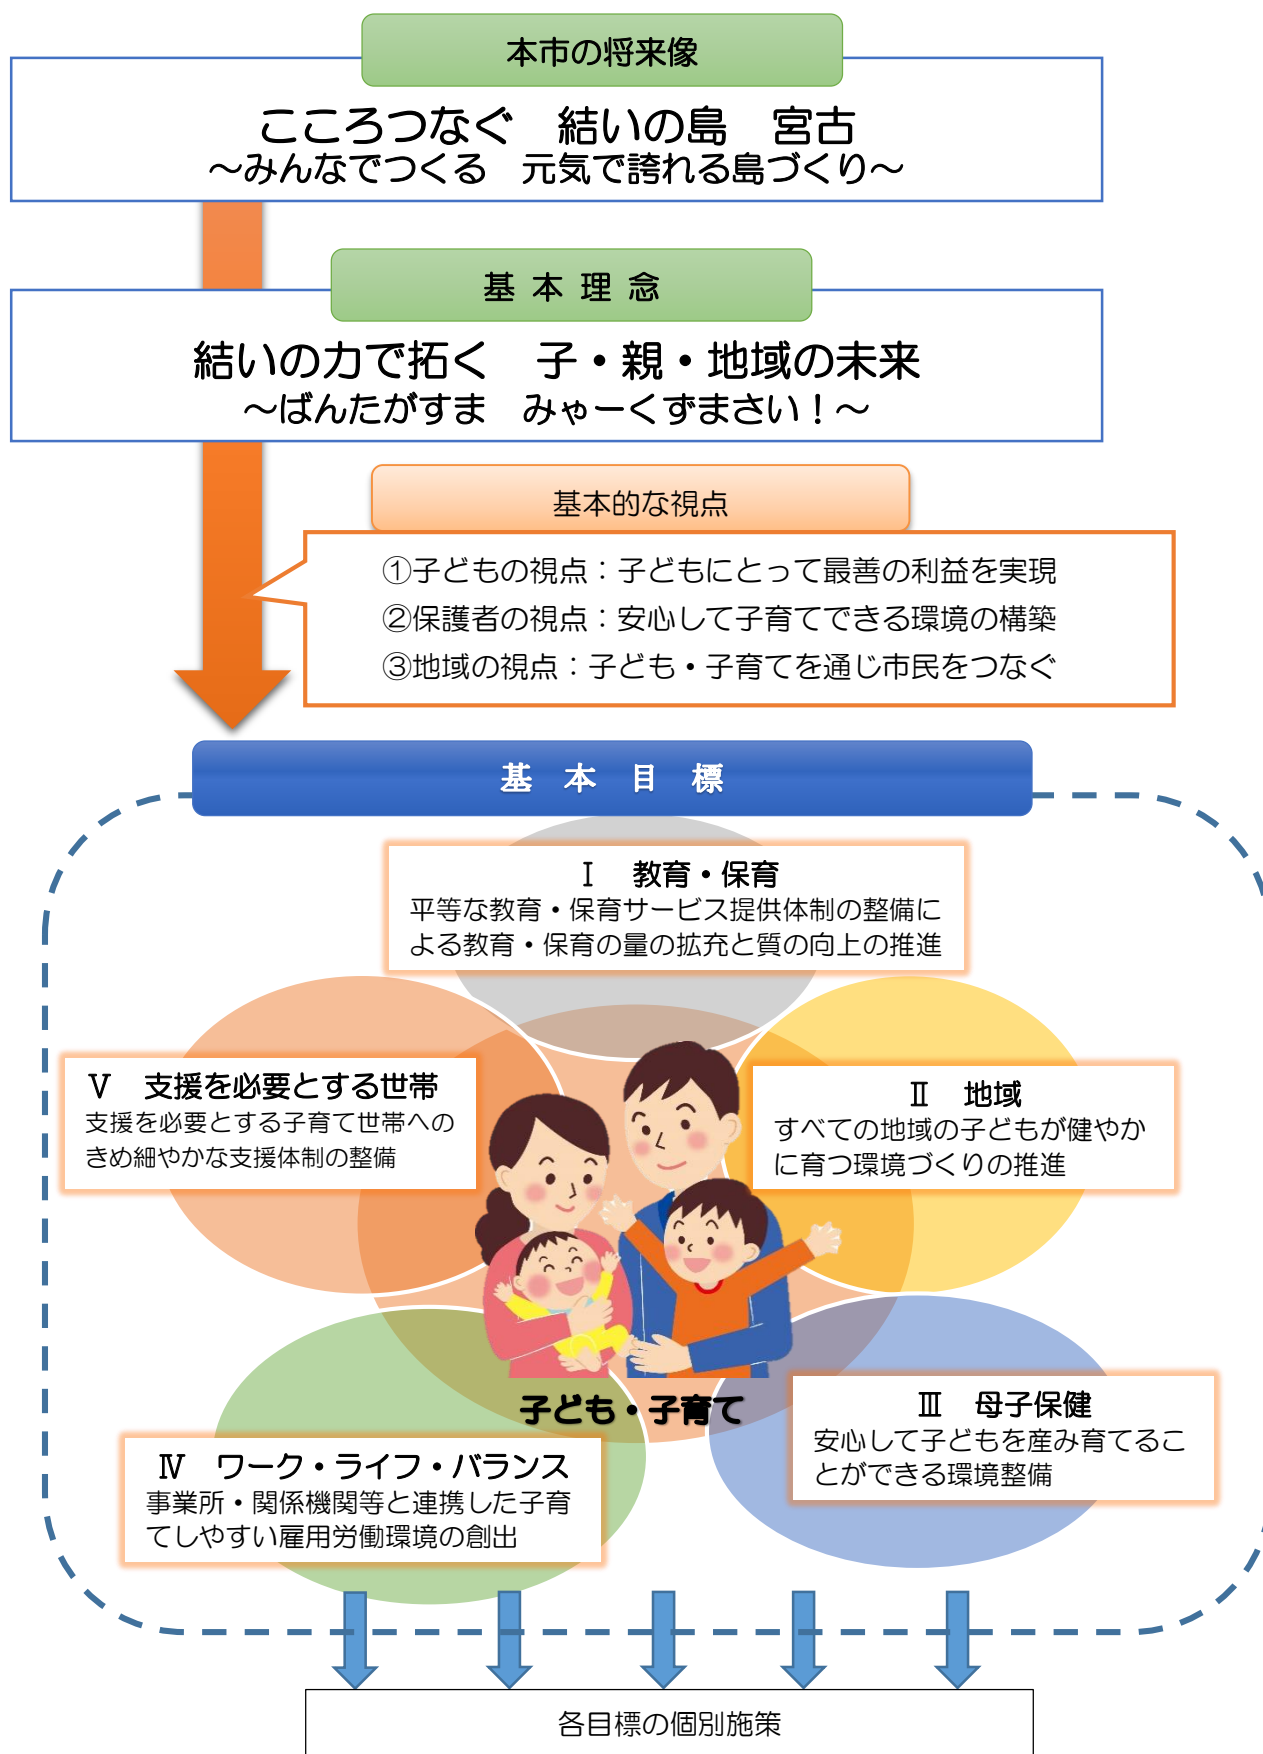 本市の将来像
こころつなぐ　結いの島　宮古
～みんなでつくる　元気で誇れる島づくり～
基 本 理 念
結いの力で拓く　子・親・地域の未来
～ばんたがすま　みゃーくずまさい！～
基本的な視点
①子どもの視点：子どもにとって最善の利益を実現
②保護者の視点：安心して子育てできる環境の構築
③地域の視点：子ども・子育てを通じ市民をつなぐ
基 本 目 標
Ⅰ　教育・保育
平等な教育・保育サービス提供体制の整備に
よる教育・保育の量の拡充と質の向上の推進
Ⅴ　支援を必要とする世帯
支援を必要とする子育て世帯への
きめ細やかな支援体制の整備
Ⅱ　地域
すべての地域の子どもが健やか
に育つ環境づくりの推進
子ども・子育て
Ⅲ　母子保健
安心して子どもを産み育てるこ
とができる環境整備
Ⅳ　ワーク・ライフ・バランス
事業所・関係機関等と連携した子育
てしやすい雇用労働環境の創出
各目標の個別施策